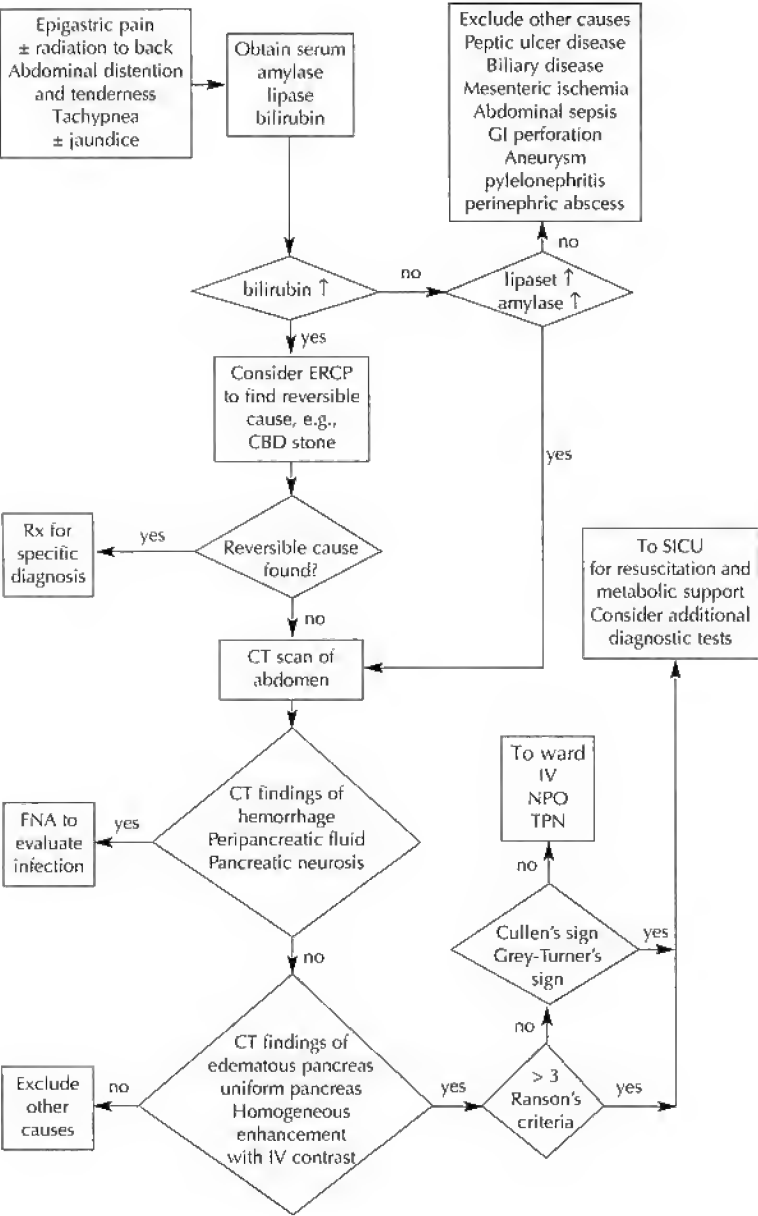 Epigastric pain
± radiation to back
Abdominal distention
and tenderness
Tachypnea
± jaundice
Obtain serum
amylase
lipase
bilirubin
Exclude other causes
Peptic ulcer disease
Biliary disease
Mesenteric ischemia
Abdominal sepsis
GI perforation
Aneurysm
pylelonephritis
perinephric abscess
no
bilirubin ↑
no
lipaset ↑
amylase ↑
yes
Consider ERCP
to find reversible
cause, e.g.,
CBD stone
yes
Rx for
specific
diagnosis
yes
Reversible cause
found?
no
To SICU
for resuscitation and
metabolic support
Consider additional
diagnostic tests
CT scan of
abdomen
To ward
IV
NPO
TPN
FNA to
evaluate
infection
yes
CT findings of
hemorrhage
Peripancreatic fluid
Pancreatic neurosis
no
no
Cullen's sign
Grey-Turner's
sign
yes
no
Exclude
other
causes
no
CT findings of
edematous pancreas
uniform pancreas
Homogeneous
enhancement
with IV contrast
yes
> 3
Ranson's
criteria
yes